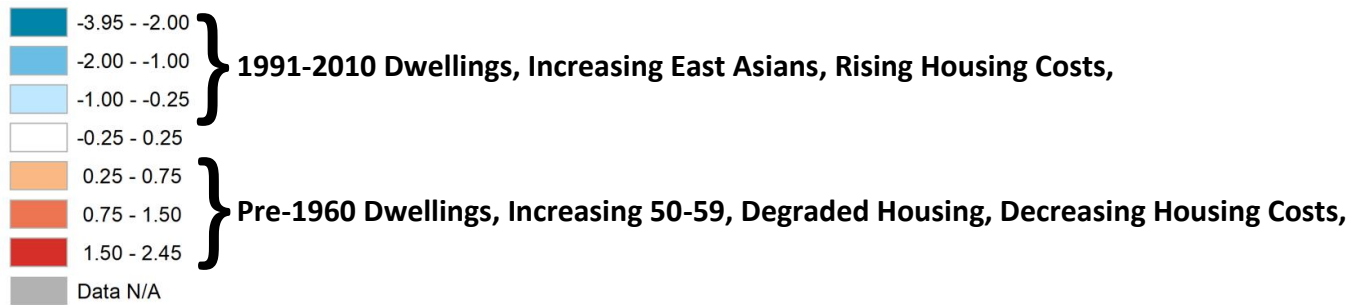 -3.95 - -2.00
-2.00 - -1.00
1991-2010 Dwellings, Increasing East Asians, Rising Housing Costs,
-1.00 - -0.25
-0.25 - 0.25
0.25 - 0.75
0.75 - 1.50
Pre-1960 Dwellings, Increasing 50-59, Degraded Housing, Decreasing Housing Costs,
1.50 - 2.45
Data N/A